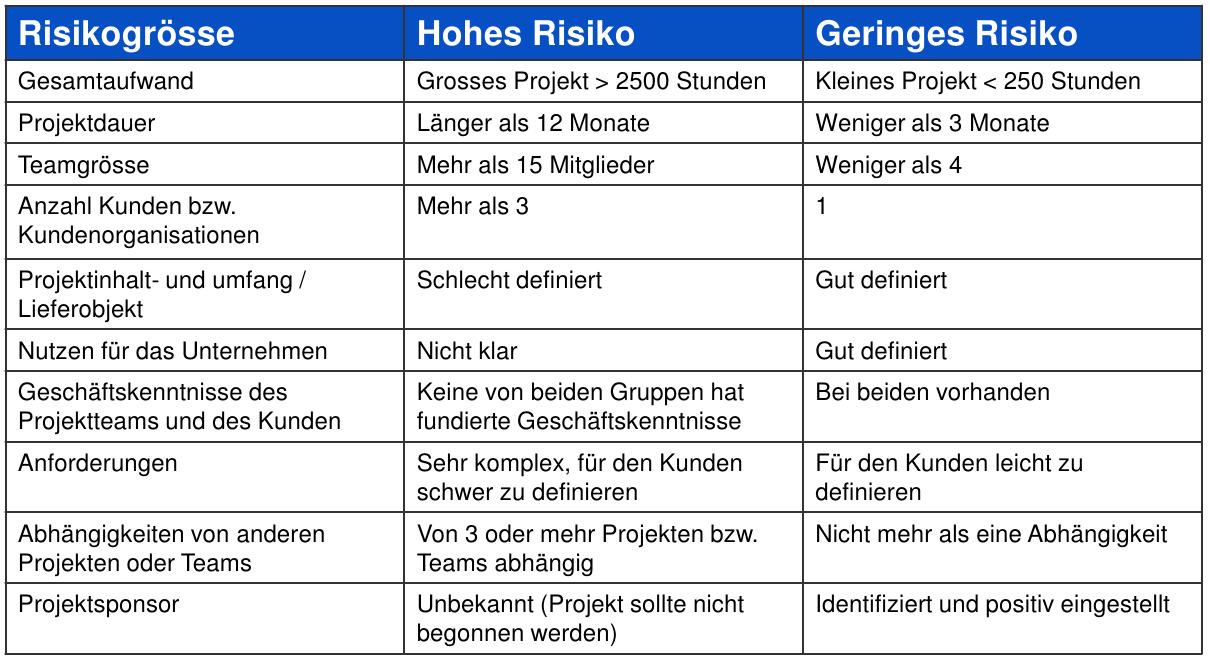 Risikogrösse Hohes Risiko Geringes Risiko
Gesamtaufwand Grosses Projekt > 2500 Stunden Kleines Projekt < 250 Stunden
Projektdauer Länger als 12 Monate Weniger als 3 Monate
Teamgrösse Mehr als 15 Mitglieder Weniger als 4
Anzahl Kunden bzw. Mehr als 3 1
Kundenorganisationen
Projektinhalt- und umfang / Schlecht definiert Gut definiert
Lieferobjekt
Nutzen für das Unternehmen Nicht klar Gut definiert
Geschäftskenntnisse des Keine von beiden Gruppen hat Bei beiden vorhanden
Projektteams und des Kunden fundierte Geschäftskenntnisse
Anforderungen Sehr komplex, für den Kunden Für den Kunden leicht zu
schwer zu definieren definieren
Abhängigkeiten von anderen Von 3 oder mehr Projekten bzw. Nicht mehr als eine Abhängigkeit
Projekten oder Teams Teams abhängig
Projektsponsor Unbekannt (Projekt sollte nicht Identifiziert und positiv eingestellt
begonnen werden)